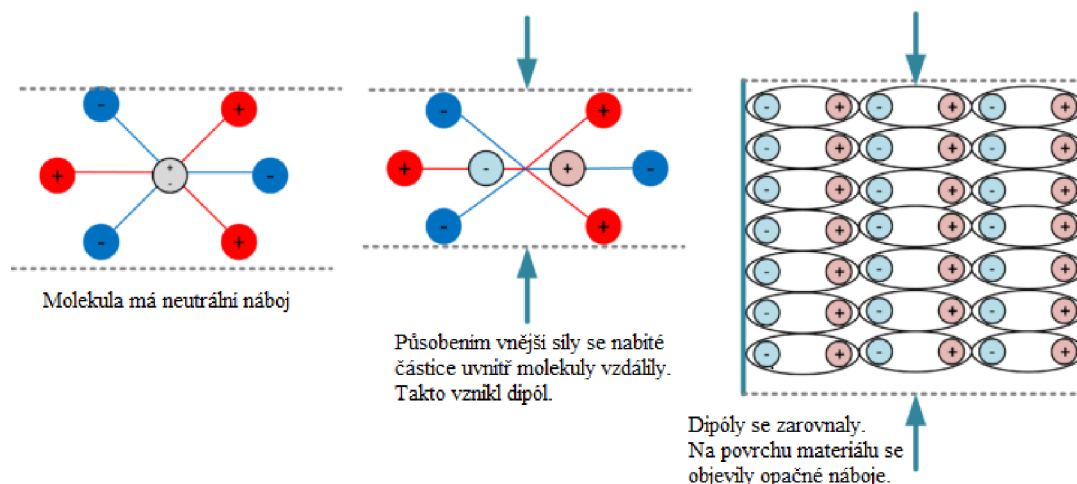 Molekula má neutrální náboj
Působením vnější síly se nabité
částice uvnitř molekuly vzdálily.
Takto vznikl dipól.
Dipóly se zarovnaly.
Na povrchu materiálu se
objevily opačné náboje.